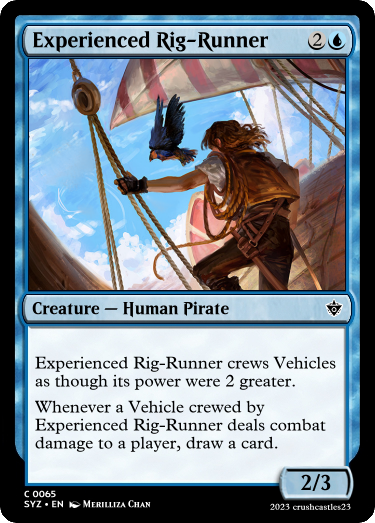 Experienced Rig-Runner 2
Creature — Human Pirate
Experienced Rig-Runner crews Vehicles
as though its power were 2 greater.
Whenever a Vehicle crewed by
Experienced Rig-Runner deals combat
damage to a player, draw a card.
2/3
C 0065
SYZ • EN Merilliza Chan
2023 crushcastles23